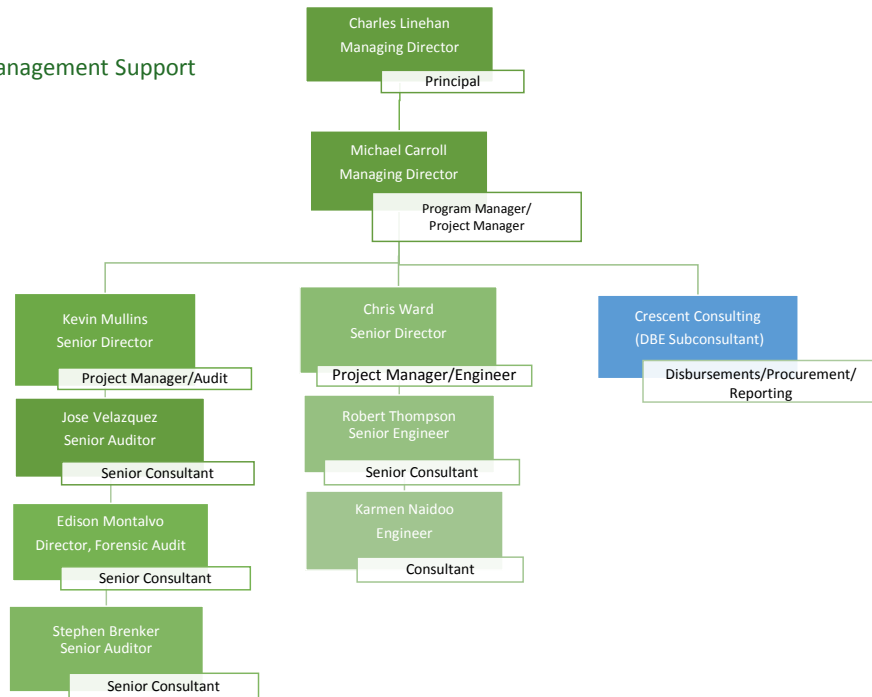 Charles Linehan
Managing Director
Principal
anagement Support
Michael Carroll
Managing Director
Program Manager/
Project Manager
Kevin Mullins
Senior Director
Project Manager/Audit
Jose Velazquez
Senior Auditor
Senior Consultant
Edison Montalvo
Director, Forensic Audit
Senior Consultant
Stephen Brenker
Senior Auditor
Senior Consultant
Chris Ward
Senior Director
Project Manager/Engineer
Robert Thompson
Senior Engineer
Senior Consultant
Karmen Naidoo
Engineer
Consultant
Crescent Consulting
(DBE Subconsultant)
Disbursements/Procurement/
Reporting